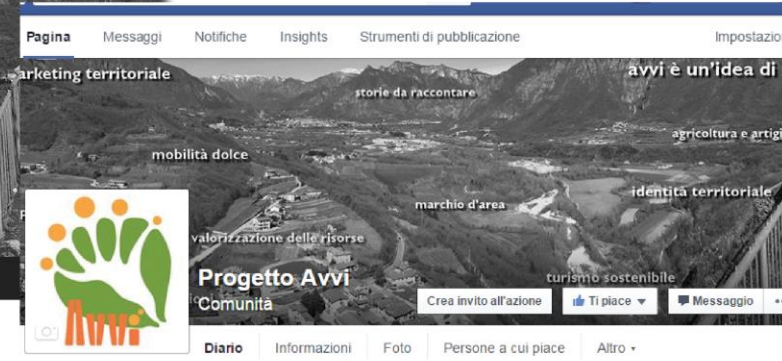 Pagina Messaggi Notifiche Insights Strumenti di pubblicazione Impostazio
arketing territoriale
avvi è un'idea di
storie da raccontare
agricoltura e artigi
mobilità dolce
identità territoriale
marchio d'area
valorizzazione delle risorse
Progetto Avvi
turismo sostenibile
Comunità
Crea invito all'azione Ti piace Messaggio
Avvi
Diario Informazioni Foto Persone a cui piace Altro